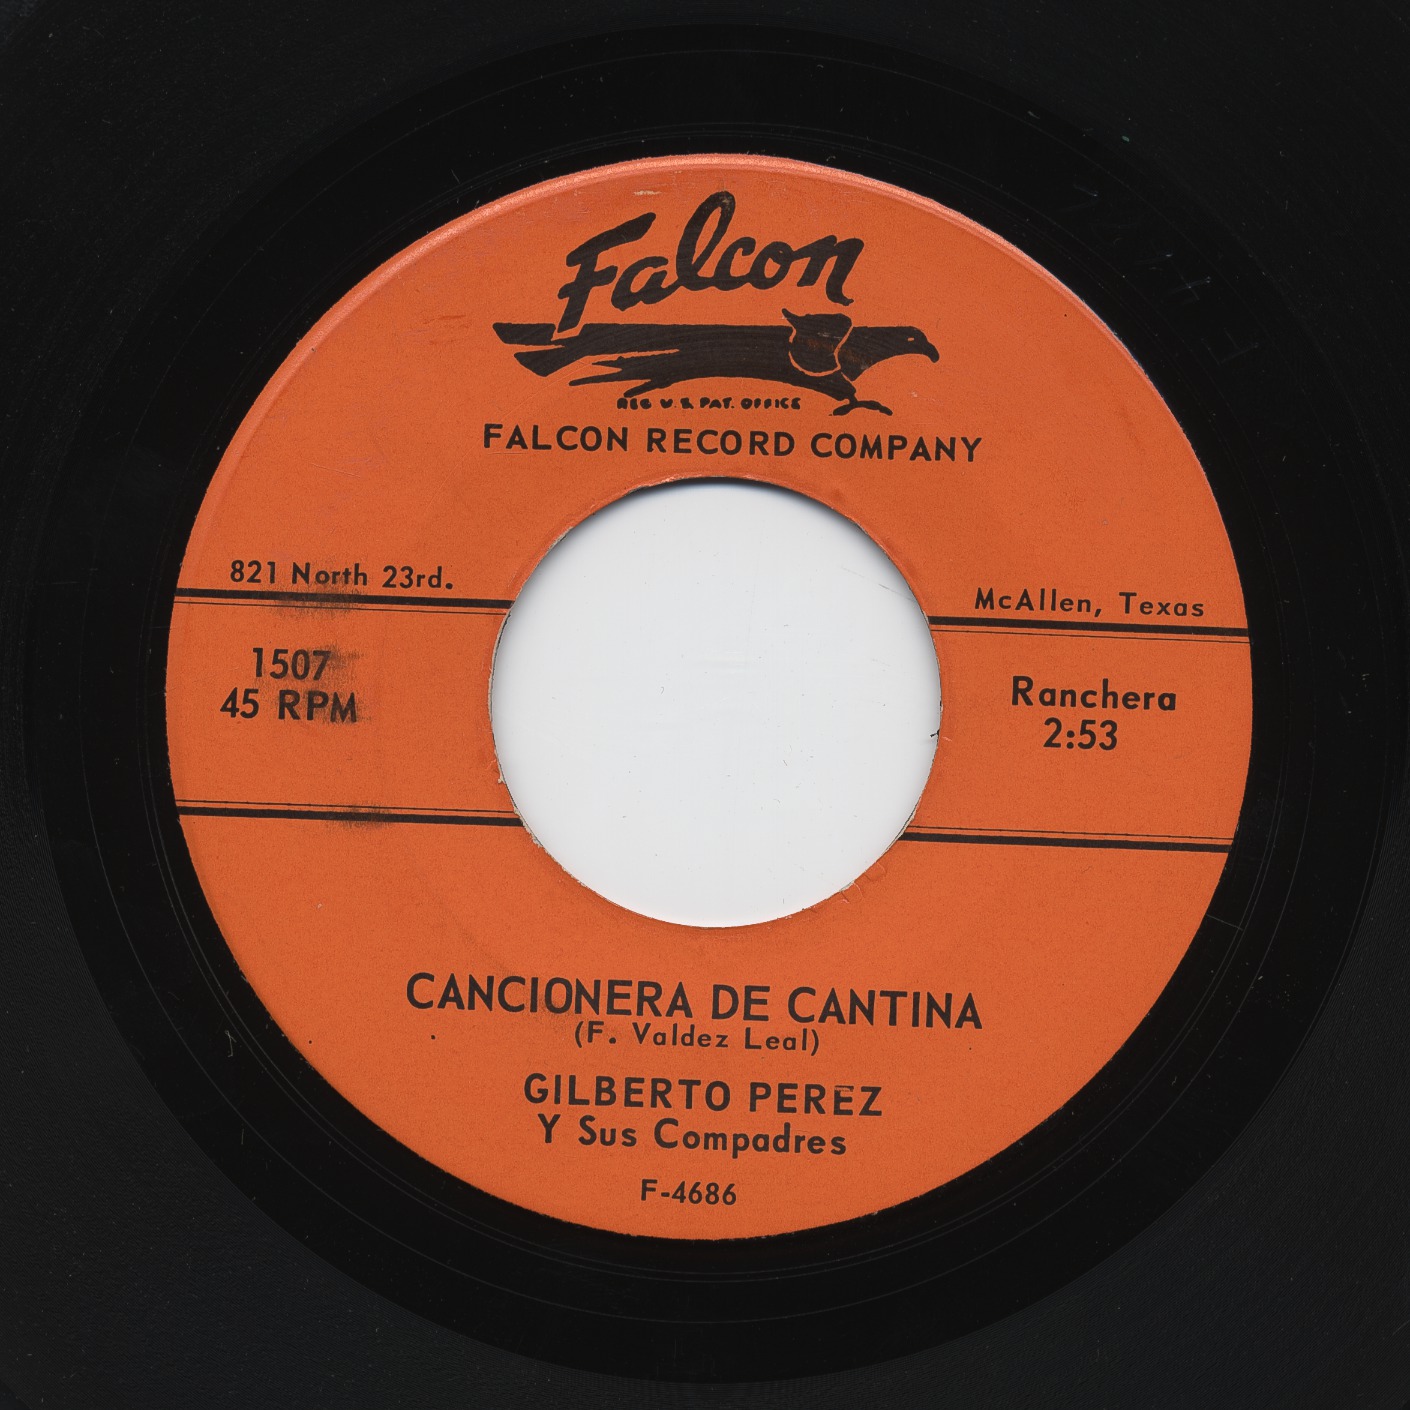 Falcon
REG U.S. PAT. OFFICE
FALCON RECORD COMPANY
821 North 23rd.
McAllen, Texas
1507
45 RPM
Ranchera
2:53
CANCIONERA DE CANTINA
(F. Valdez Leal)
GILBERTO PEREZ
Y Sus Compadres
F-4686